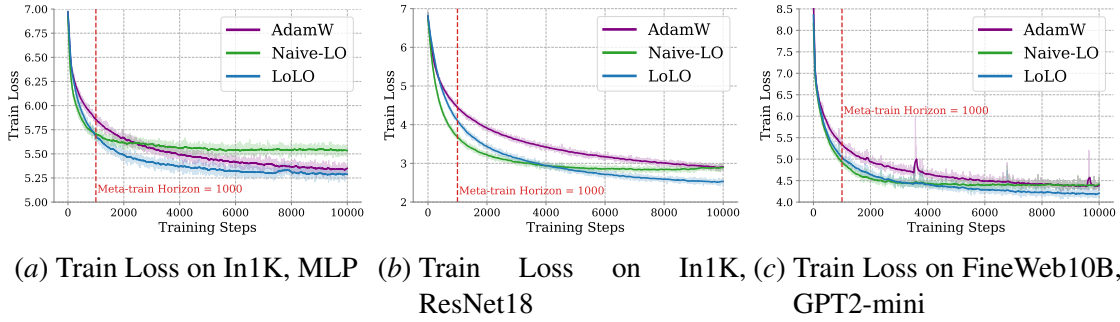 7.00
6.75
6.50
6.25
6.00
5.75
5.50
5.25
5.00
Train Loss
AdamW
Naive-LO
LoLO
Meta-train Horizon = 1000
0 2000 4000 6000 8000 10000
Training Steps
(a) Train Loss on In1K, MLP
7
6
5
4
3
2
1
Train Loss
AdamW
Naive-LO
LoLO
Meta-train Horizon = 1000
0 2000 4000 6000 8000 10000
Training Steps
(b) Train Loss on In1K,
ResNet18
8.5
8.0
7.5
7.0
6.5
6.0
5.5
5.0
4.5
4.0
Train Loss
AdamW
Naive-LO
LoLO
Meta-train Horizon = 1000
0 2000 4000 6000 8000 10000
Training Steps
(c) Train Loss on FineWeb10B,
GPT2-mini